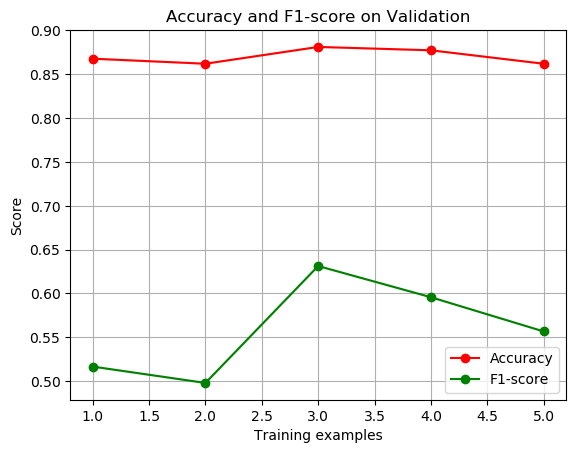 Accuracy and F1-score on Validation
0.90
0.85
0.80
0.75
0.70
0.65
0.60
0.55
0.50
Score
1.0 1.5 2.0 2.5 3.0 3.5 4.0 4.5 5.0
Training examples
Accuracy
F1-score